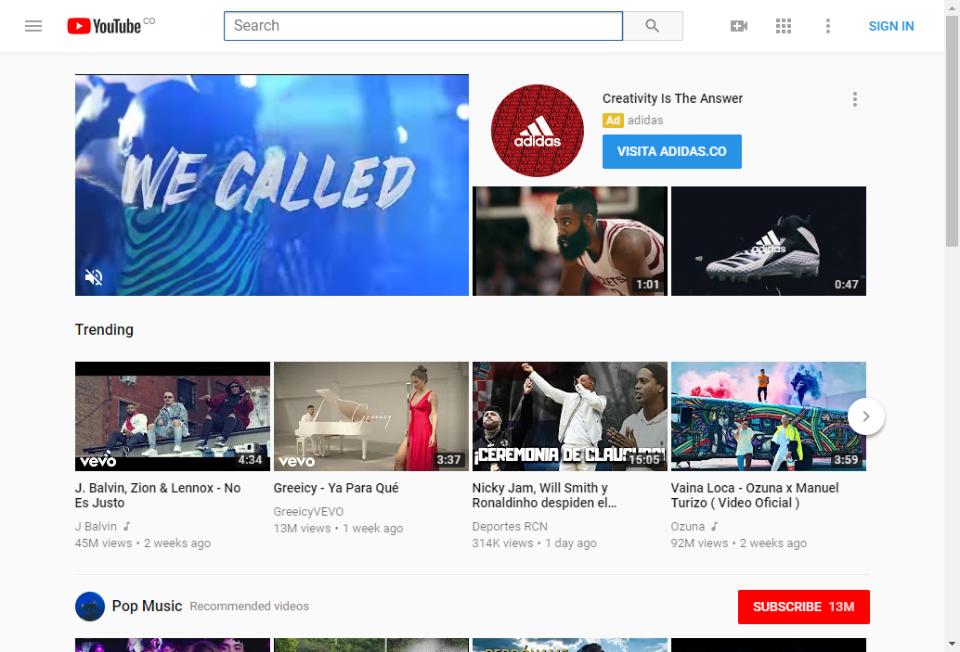 YouTube CO
Search
SIGN IN
WE CALLED
adidas
Creativity Is The Answer
Ad adidas
VISITA ADIDAS.CO
1:01
adidas
0:47
Trending
vevo
4:34
Greeicy
vevo
3:37
¡CEREMONIA DE CLAUSURA!
15:05
3:59
J. Balvin, Zion & Lennox - No
Es Justo
J Balvin
45M views • 2 weeks ago
Greeicy - Ya Para Qué
GreeicyVEVO
13M views • 1 week ago
Nicky Jam, Will Smith y
Ronaldinho despiden el...
Deportes RCN
314K views • 1 day ago
Vaina Loca - Ozuna x Manuel
Turizo ( Video Oficial )
Ozuna
92M views • 2 weeks ago
Pop Music Recommended videos
SUBSCRIBE 13M